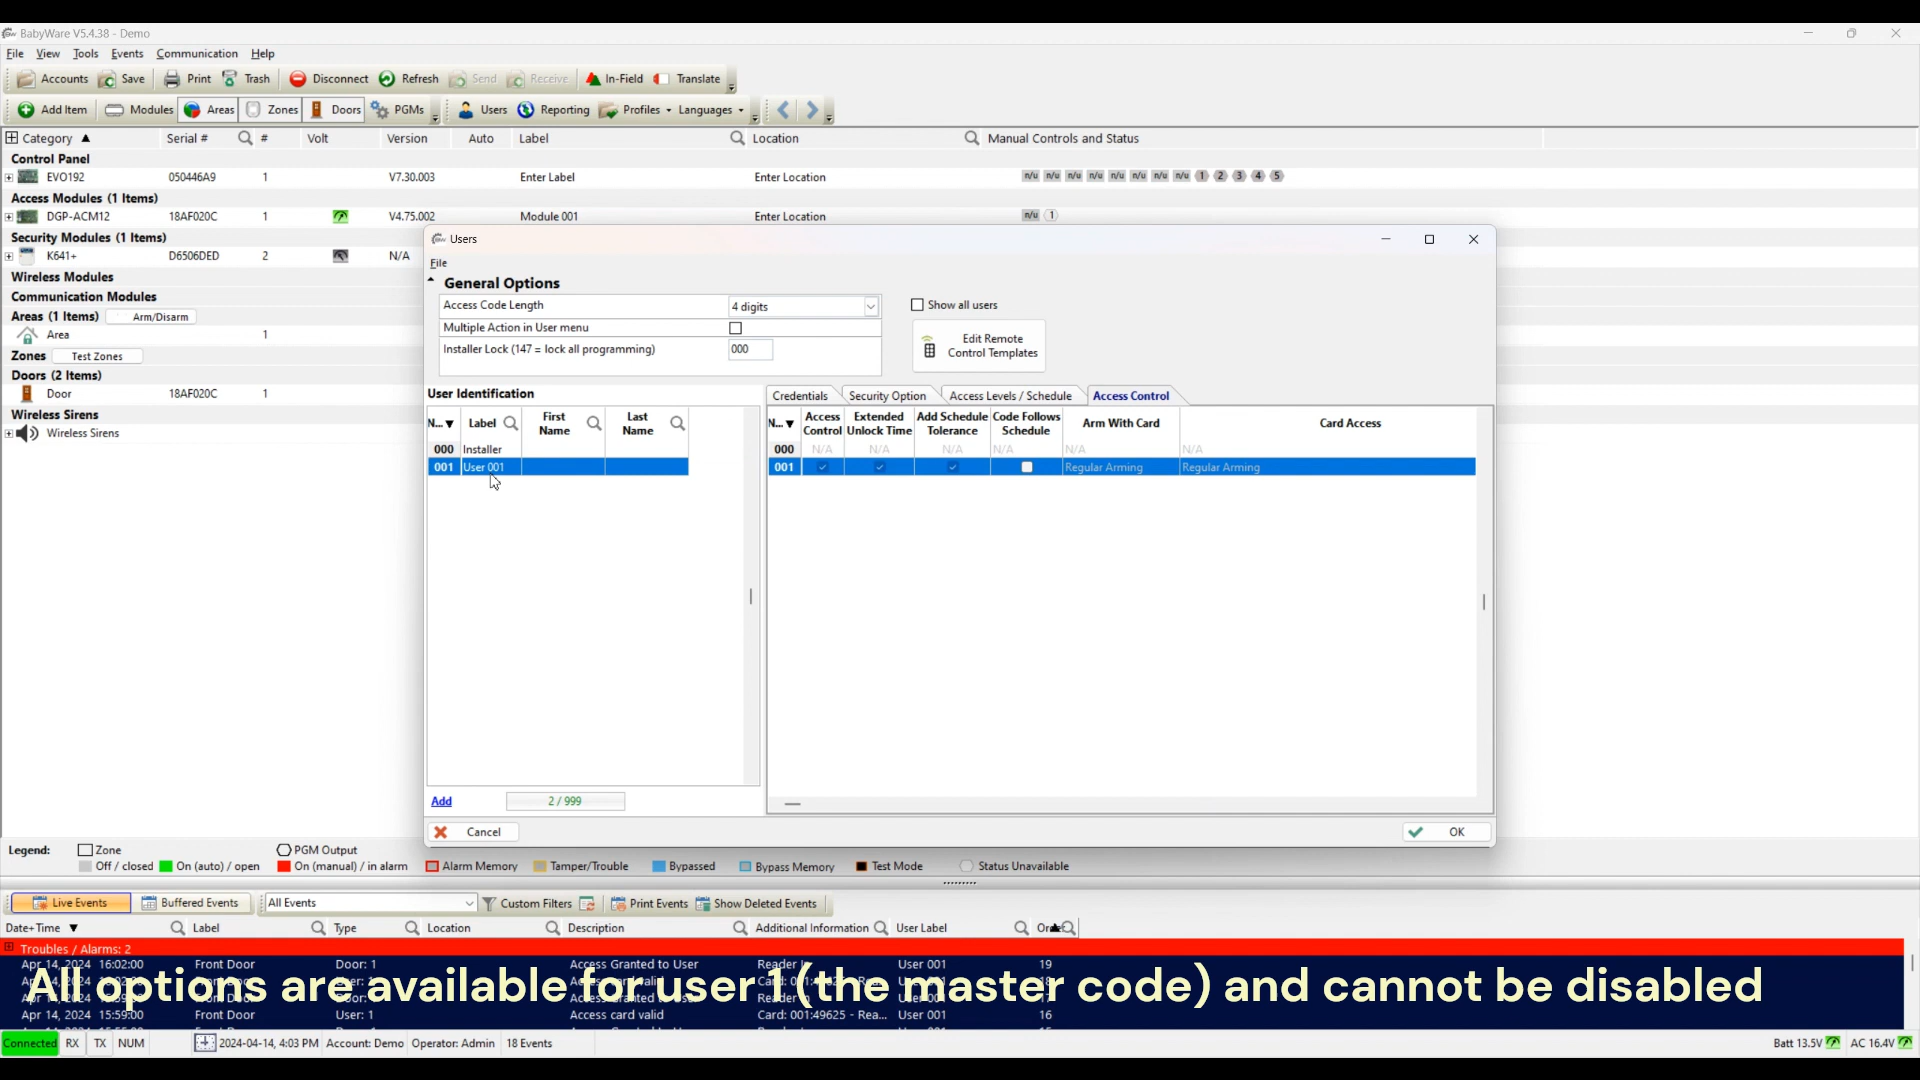 BabyWare V5.4.38 - Demo
File View Tools Events Communication Help
Accounts Save Print Trash Disconnect Refresh Send Receive In-Field Translate
Add Item Modules Areas Zones Doors PGMs Users Reporting Profiles Languages
Category Serial # # Volt Version Auto Label Location Manual Controls and Status
Control Panel
EVO192 050446A9 1 V7.30.003 Enter Label Enter Location n/u n/u n/u n/u n/u n/u n/u n/u 1 2 3 4 5
Access Modules (1 Items)
DGP-ACM12 18AF020C 1 V4.75.002 Module 001 Enter Location n/u 1
Security Modules (1 Items)
K641+ D6506DED 2 N/A
Wireless Modules
Communication Modules
Areas (1 Items) Arm/Disarm
Area 1
Zones Test Zones
Doors (2 Items)
Door 18AF020C 1
Wireless Sirens
Wireless Sirens
Users
File
General Options
Access Code Length 4 digits
Multiple Action in User menu
Installer Lock (147 = lock all programming) 000
Show all users
Edit Remote
Control Templates
User Identification
N... Label First Name Last Name
000 Installer
001 User 001
Credentials Security Option Access Levels / Schedule Access Control
N... Access Control Extended Unlock Time Add Schedule Tolerance Code Follows Schedule Arm With Card Card Access
000 N/A N/A N/A N/A N/A N/A
001 Regular Arming Regular Arming
Add 2 / 999
Cancel OK
Legend: Zone PGM Output
Off / closed On (auto) / open On (manual) / in alarm Alarm Memory Tamper/Trouble Bypassed Bypass Memory Test Mode Status Unavailable
Live Events Buffered Events All Events Custom Filters Print Events Show Deleted Events
Date+Time Label Type Location Description Additional Information User Label
Troubles / Alarms: 2
Apr 14, 2024 16:02:00 Front Door Door: 1 Access Granted to User User 001 19
All options are available for user 1 (the master code) and cannot be disabled
Apr 14, 2024 15:59:00 Front Door User: 1 Access card valid Card: 001:49625 - Rea... User 001 16
Connected RX TX NUM 2024-04-14, 4:03 PM Account: Demo Operator: Admin 18 Events Batt 13.5V AC 16.4V